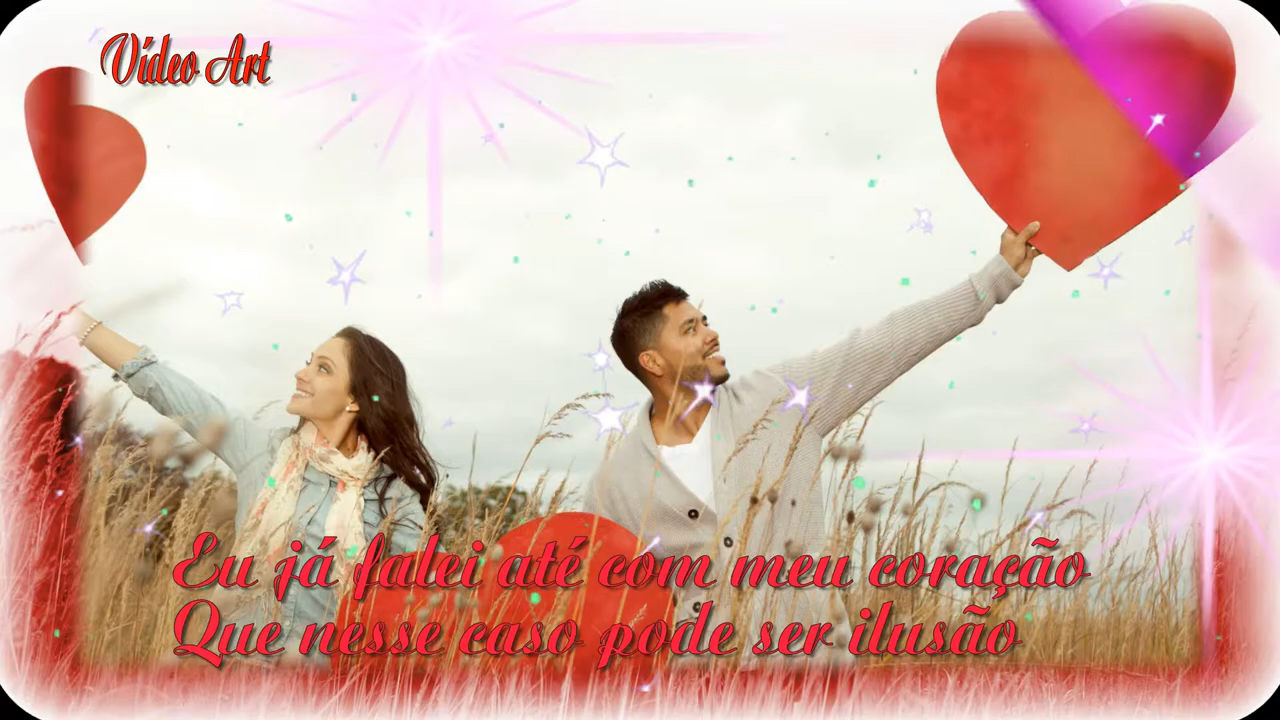 Vídeo Art
Eu já falei até com meu coração
Que nesse caso pode ser ilusão